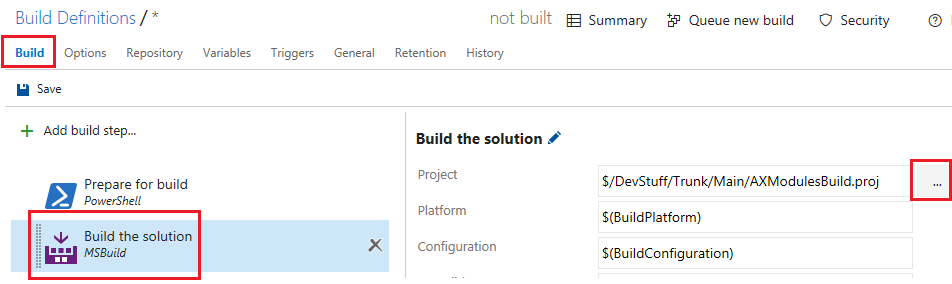 Build Definitions / *
not built
Summary
Queue new build
Security
Build Options Repository Variables Triggers General Retention History
Save
Add build step...
Build the solution
Prepare for build
PowerShell
Build the solution
MSBuild
Project
$/DevStuff/Trunk/Main/AXModulesBuild.proj
...
Platform
$(BuildPlatform)
Configuration
$(BuildConfiguration)